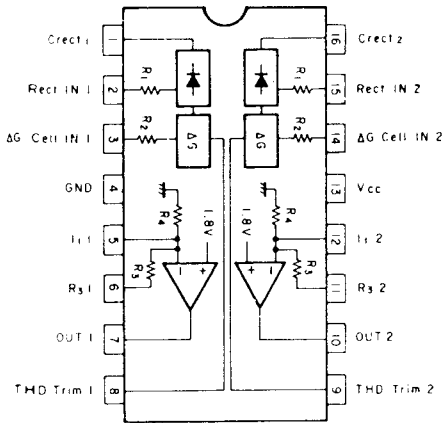 Crect 1
1
16
Crect 2
Rect IN 1
2
R1
R1
15
Rect IN 2
ΔG Cell IN 1
3
R2
ΔG
ΔG
R2
14
ΔG Cell IN 2
GND
4
R4
1.8V
1.8V
R4
13
Vcc
Ii 1
5
12
Ii 2
R3 1
6
R3
-
+
+
-
R3
11
R3 2
OUT 1
7
10
OUT 2
THD Trim 1
8
9
THD Trim 2